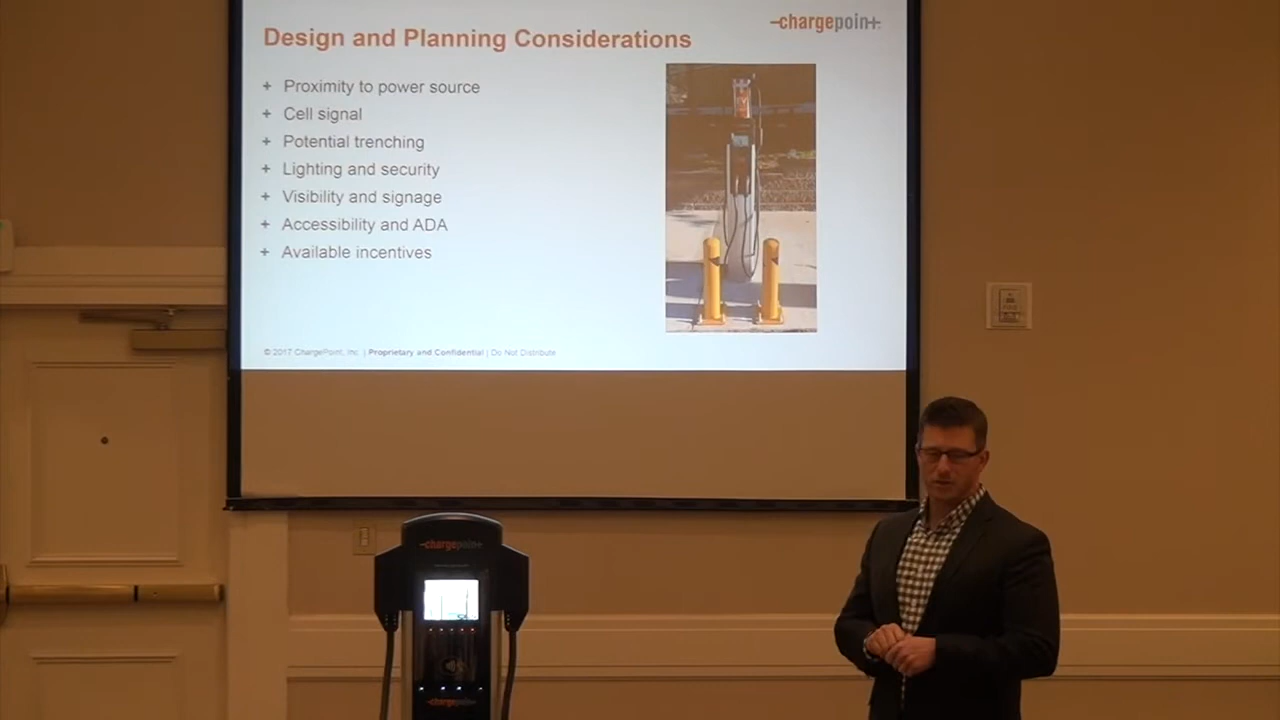 Design and Planning Considerations
-chargepoin+
+ Proximity to power source
+ Cell signal
+ Potential trenching
+ Lighting and security
+ Visibility and signage
+ Accessibility and ADA
+ Available incentives
© 2017 ChargePoint, Inc. | Proprietary and Confidential | Do Not Distribute
-chargepoin+
-chargepoin+